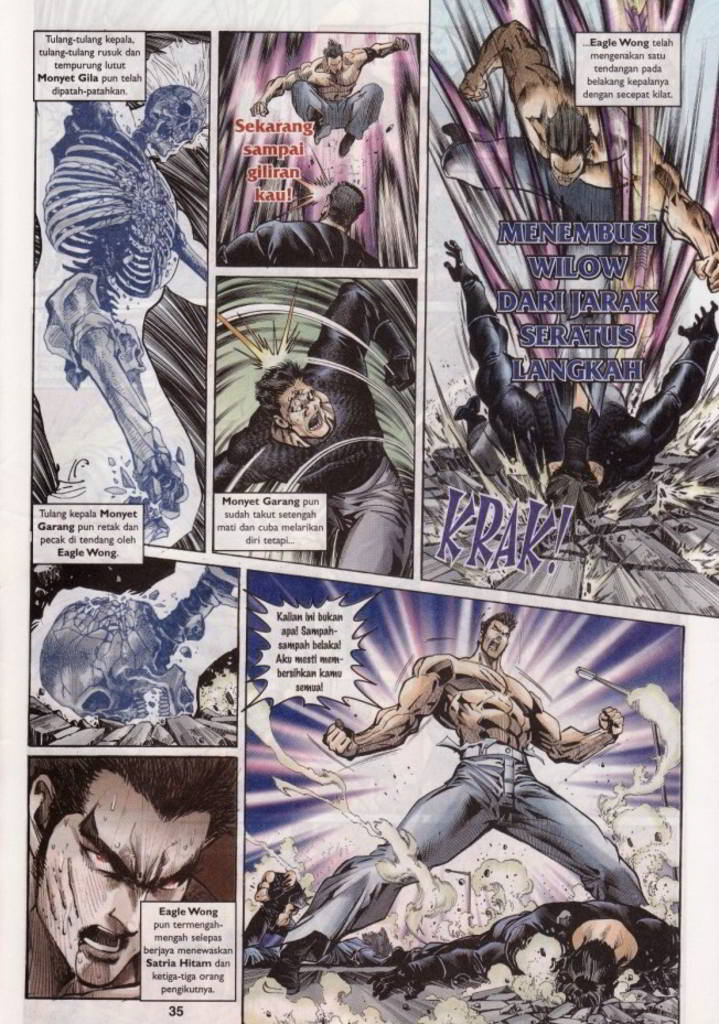 Tulang-tulang kepala,
tulang-tulang rusuk dan
tempurung lutut
Monyet Gila pun telah
dipatah-patahkan.
Sekarang
sampai
giliran
kau!
...Eagle Wong telah
mengenakan satu
tendangan pada
belakang kepalanya
dengan secepat kilat.
MENEMBUSI
WILOW
DARI JARAK
SERATUS
LANGKAH
KRAK!
Monyet Garang pun
sudah takut setengah
mati dan cuba melarikan
diri tetapi...
Tulang kepala Monyet
Garang pun retak dan
pecak di tendang oleh
Eagle Wong.
Kalian ini bukan
apa! Sampah-
sampah belaka!
Aku mesti mem-
bersihkan kamu
semua!
Eagle Wong
pun termengah-
mengah selepas
berjaya menewaskan
Satria Hitam dan
ketiga-tiga orang
pengikutnya.
35